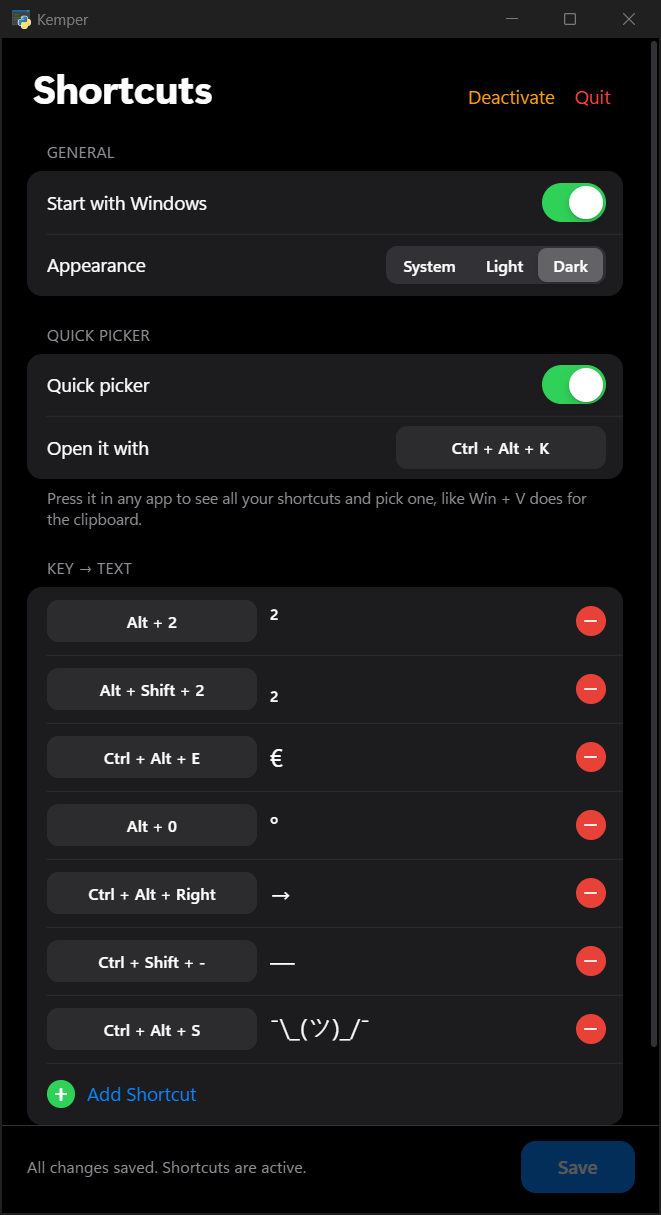 Kemper
Shortcuts
Deactivate Quit
GENERAL
Start with Windows
Appearance System Light Dark
QUICK PICKER
Quick picker
Open it with Ctrl + Alt + K
Press it in any app to see all your shortcuts and pick one, like Win + V does for
the clipboard.
KEY → TEXT
Alt + 2 ²
Alt + Shift + 2 ₂
Ctrl + Alt + E €
Alt + 0 °
Ctrl + Alt + Right →
Ctrl + Shift + - —
Ctrl + Alt + S ¯\_(ツ)_/¯
Add Shortcut
All changes saved. Shortcuts are active. Save